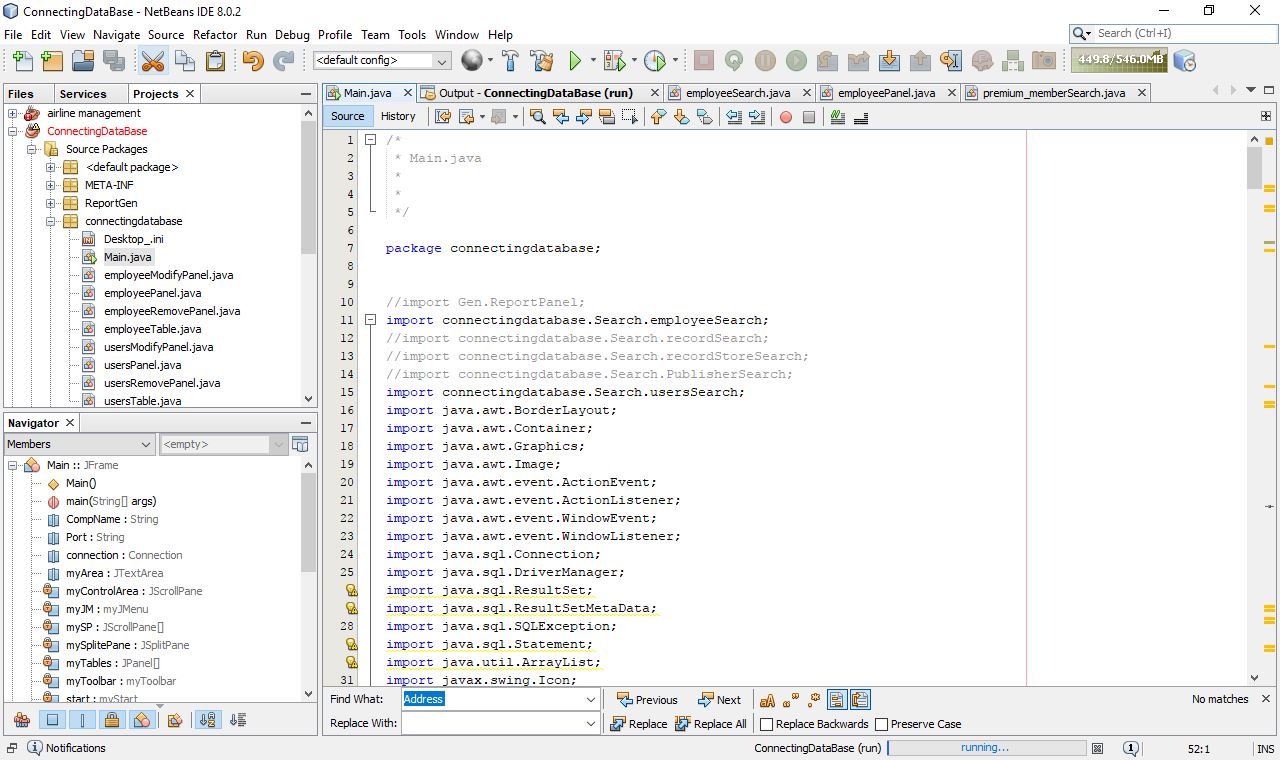 ConnectingDataBase - NetBeans IDE 8.0.2
File Edit View Navigate Source Refactor Run Debug Profile Team Tools Window Help
Search (Ctrl+I)
<default config>
449.8/546.0MB
Files Services Projects
Main.java Output - ConnectingDataBase (run) employeeSearch.java employeePanel.java premium_memberSearch.java
Source History
airline management
ConnectingDataBase
Source Packages
<default package>
META-INF
ReportGen
connectingdatabase
Desktop_.ini
Main.java
employeeModifyPanel.java
employeePanel.java
employeeRemovePanel.java
employeeTable.java
usersModifyPanel.java
usersPanel.java
usersRemovePanel.java
usersTable.java
Navigator
Members <empty>
Main :: JFrame
Main()
main(String[] args)
CompName : String
Port : String
connection : Connection
myArea : JTextArea
myControlArea : JScrollPane
myJM : myJMenu
mySP : JScrollPane[]
mySplitePane : JSplitPane
myTables : JPanel[]
myToolbar : myToolbar
start : myStart
1 /*
2 * Main.java
3 *
4 *
5 */
6
7 package connectingdatabase;
8
9
10 //import Gen.ReportPanel;
11 import connectingdatabase.Search.employeeSearch;
12 //import connectingdatabase.Search.recordSearch;
13 //import connectingdatabase.Search.recordStoreSearch;
14 //import connectingdatabase.Search.PublisherSearch;
15 import connectingdatabase.Search.usersSearch;
16 import java.awt.BorderLayout;
17 import java.awt.Container;
18 import java.awt.Graphics;
19 import java.awt.Image;
20 import java.awt.event.ActionEvent;
21 import java.awt.event.ActionListener;
22 import java.awt.event.WindowEvent;
23 import java.awt.event.WindowListener;
24 import java.sql.Connection;
25 import java.sql.DriverManager;
import java.sql.ResultSet;
import java.sql.ResultSetMetaData;
28 import java.sql.SQLException;
import java.sql.Statement;
import java.util.ArrayList;
31 import javax.swing.Icon;
Find What: Address Previous Next No matches
Replace With: Replace Replace All Replace Backwards Preserve Case
Notifications ConnectingDataBase (run) running... 1 52:1 INS